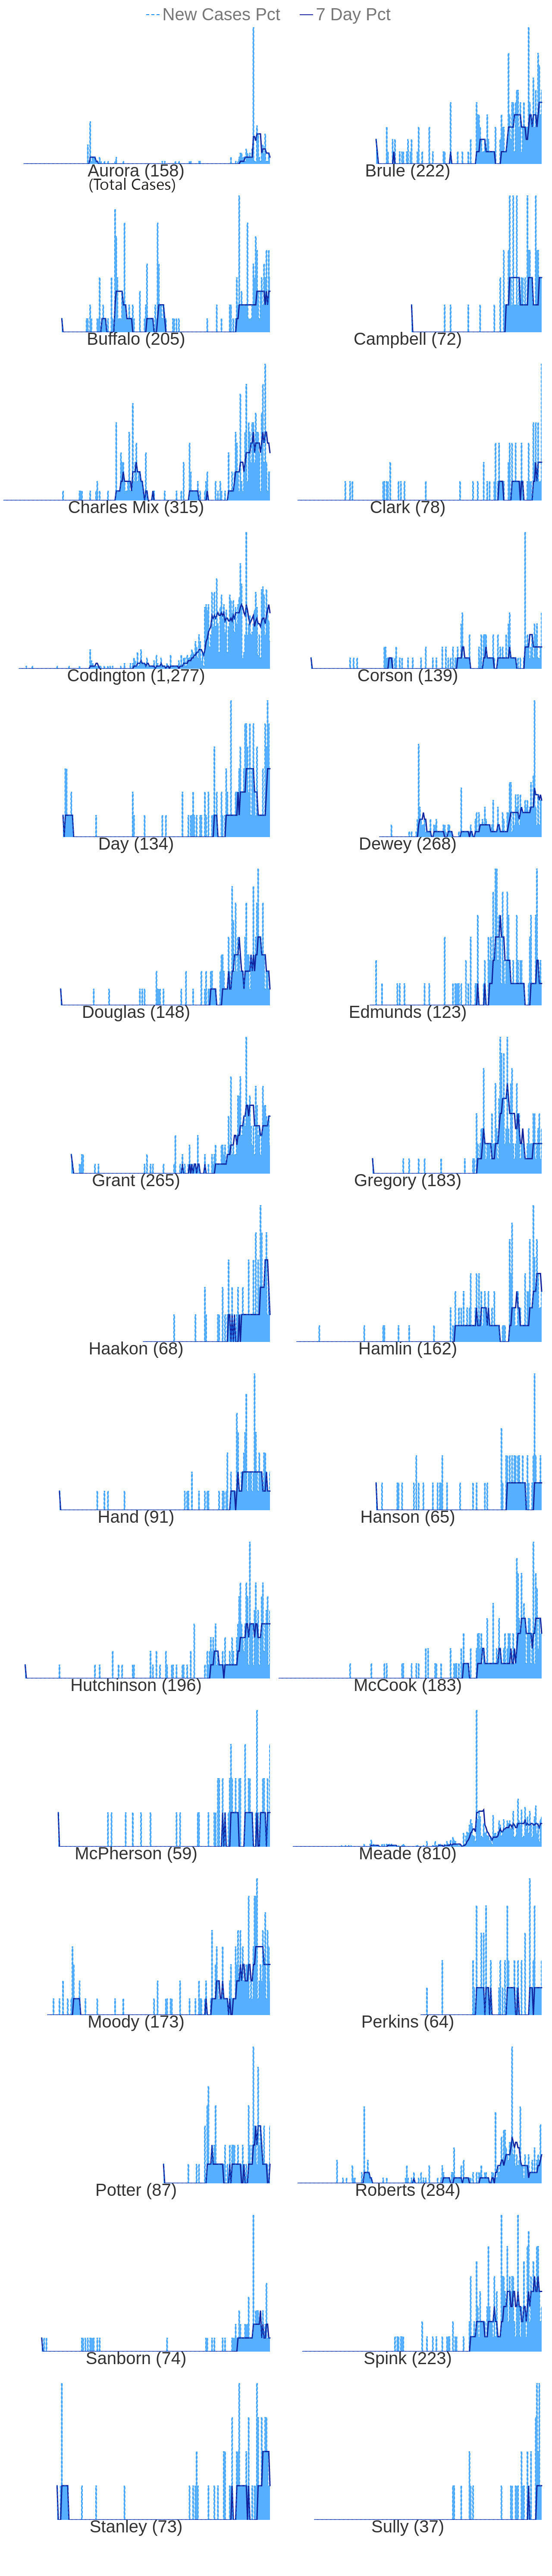 New Cases Pct 7 Day Pct
Aurora (158) Brule (222)
(Total Cases)
Buffalo (205) Campbell (72)
Charles Mix (315) Clark (78)
Codington (1,277) Corson (139)
Day (134) Dewey (268)
Douglas (148) Edmunds (123)
Grant (265) Gregory (183)
Haakon (68) Hamlin (162)
Hand (91) Hanson (65)
Hutchinson (196) McCook (183)
McPherson (59) Meade (810)
Moody (173) Perkins (64)
Potter (87) Roberts (284)
Sanborn (74) Spink (223)
Stanley (73) Sully (37)